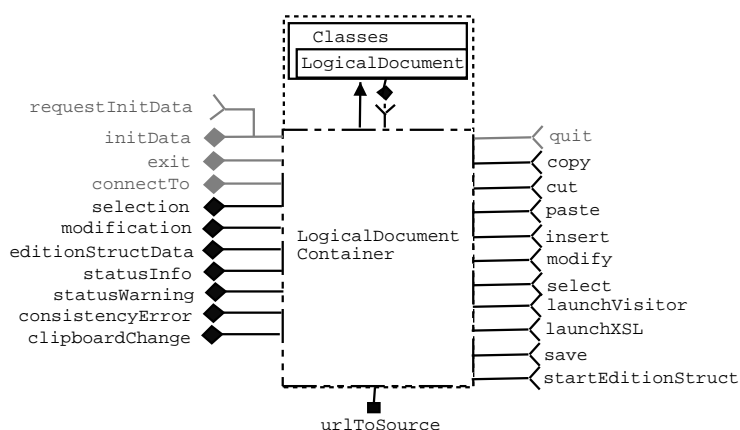 Classes
LogicalDocument
requestInitData
initData
exit
connectTo
selection
modification
editionStructData
statusInfo
statusWarning
consistencyError
clipboardChange
LogicalDocument
Container
quit
copy
cut
paste
insert
modify
select
launchVisitor
launchXSL
save
startEditionStruct
urlToSource